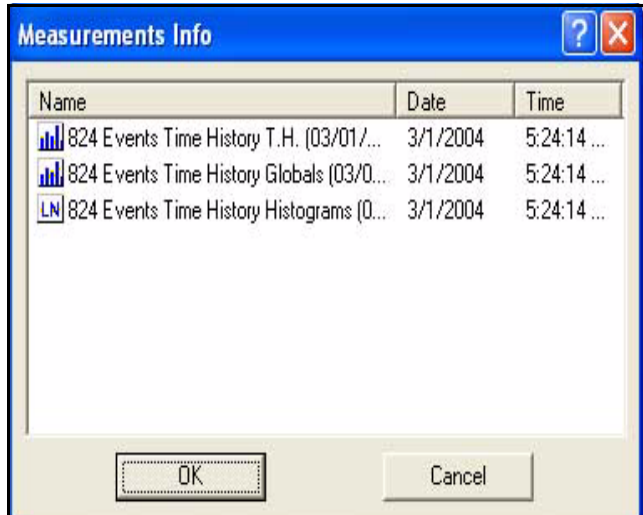 Measurements Info
Name Date Time
824 Events Time History T.H. (03/01/... 3/1/2004 5:24:14 ...
824 Events Time History Globals (03/0... 3/1/2004 5:24:14 ...
LN 824 Events Time History Histograms (0... 3/1/2004 5:24:14 ...
OK Cancel